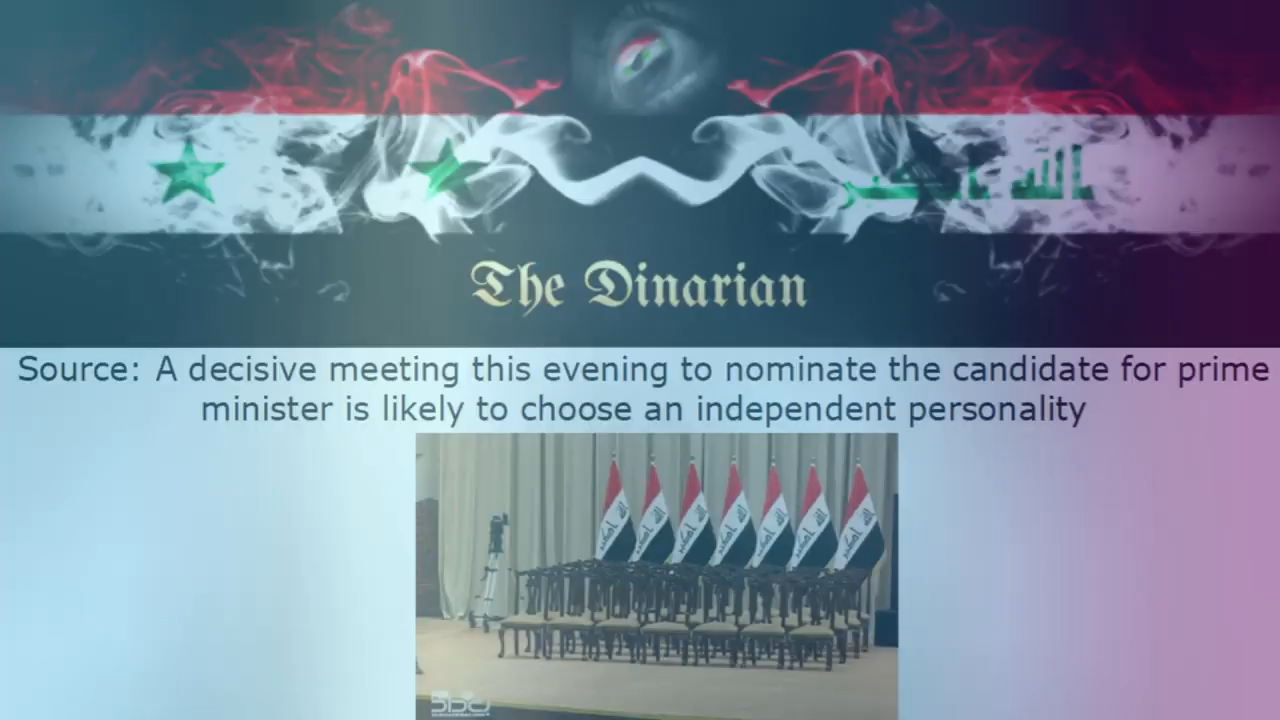 The Dinarian
Source: A decisive meeting this evening to nominate the candidate for prime
minister is likely to choose an independent personality